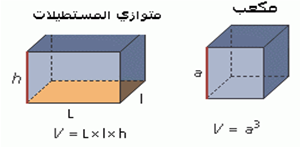 متوازي المستطيلات
مكعب
h
L
l
a
V = L×l×h
V = a³